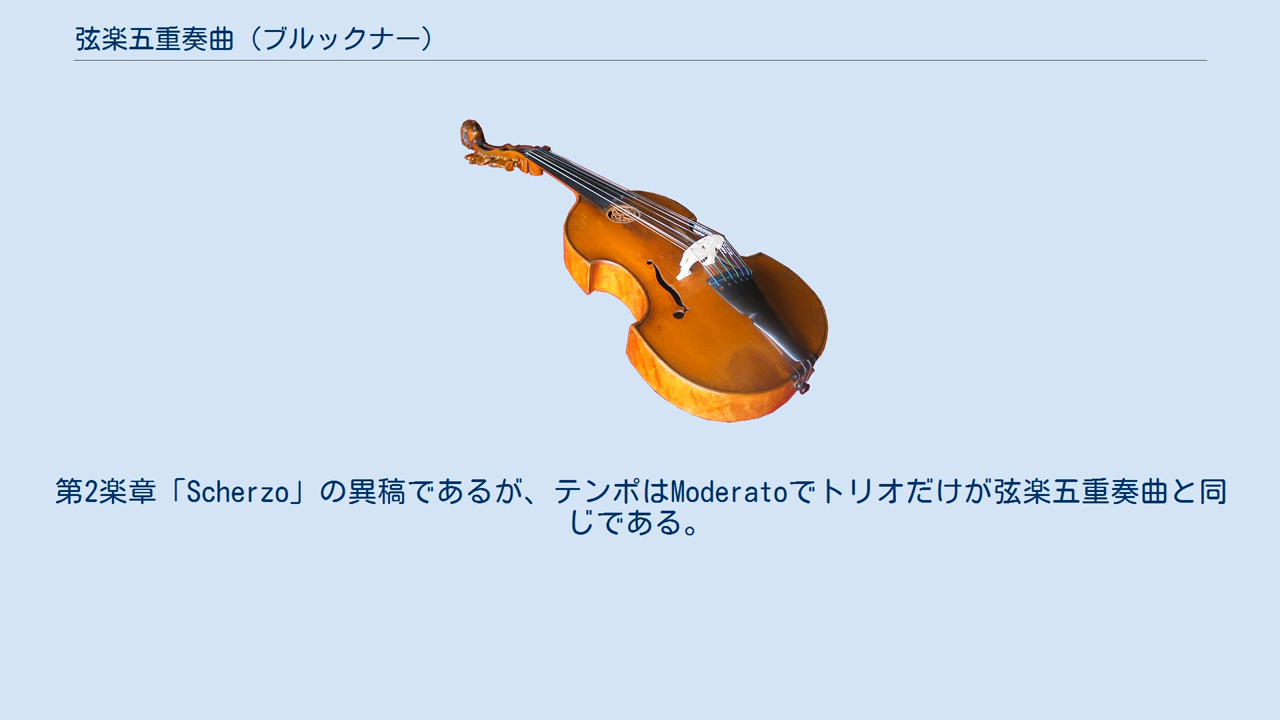 弦楽五重奏曲（ブルックナー）
第2楽章「Scherzo」の異稿であるが、テンポはModeratoでトリオだけが弦楽五重奏曲と同
じである。